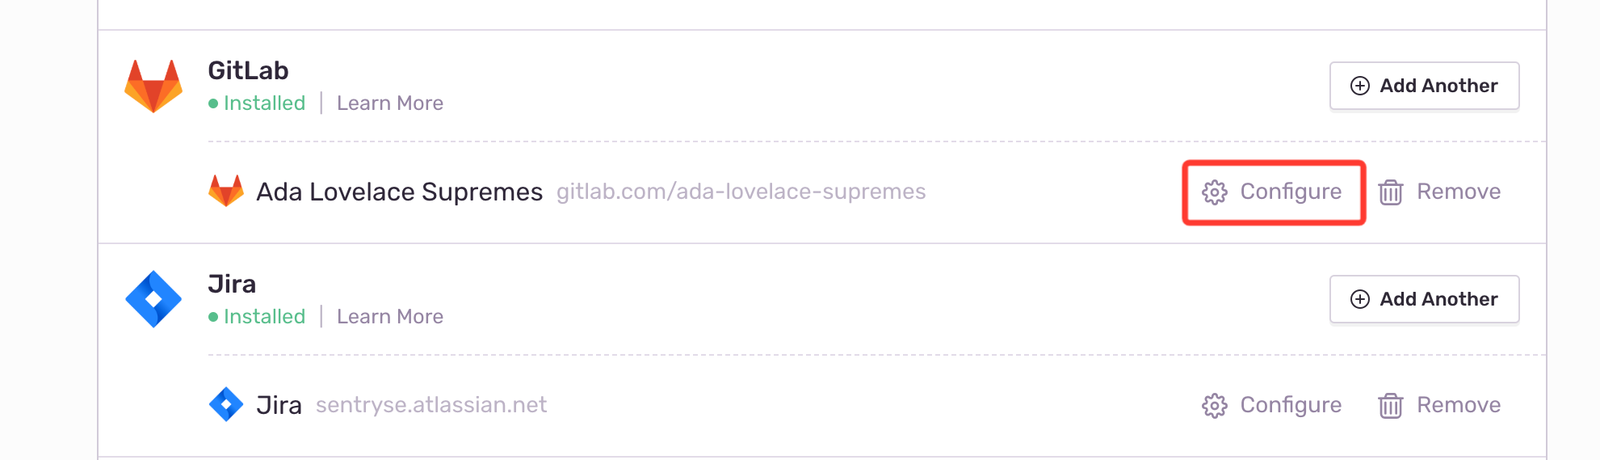 GitLab
Installed | Learn More
Add Another
Ada Lovelace Supremes gitlab.com/ada-lovelace-supremes Configure Remove
Jira
Installed | Learn More
Add Another
Jira sentryse.atlassian.net Configure Remove